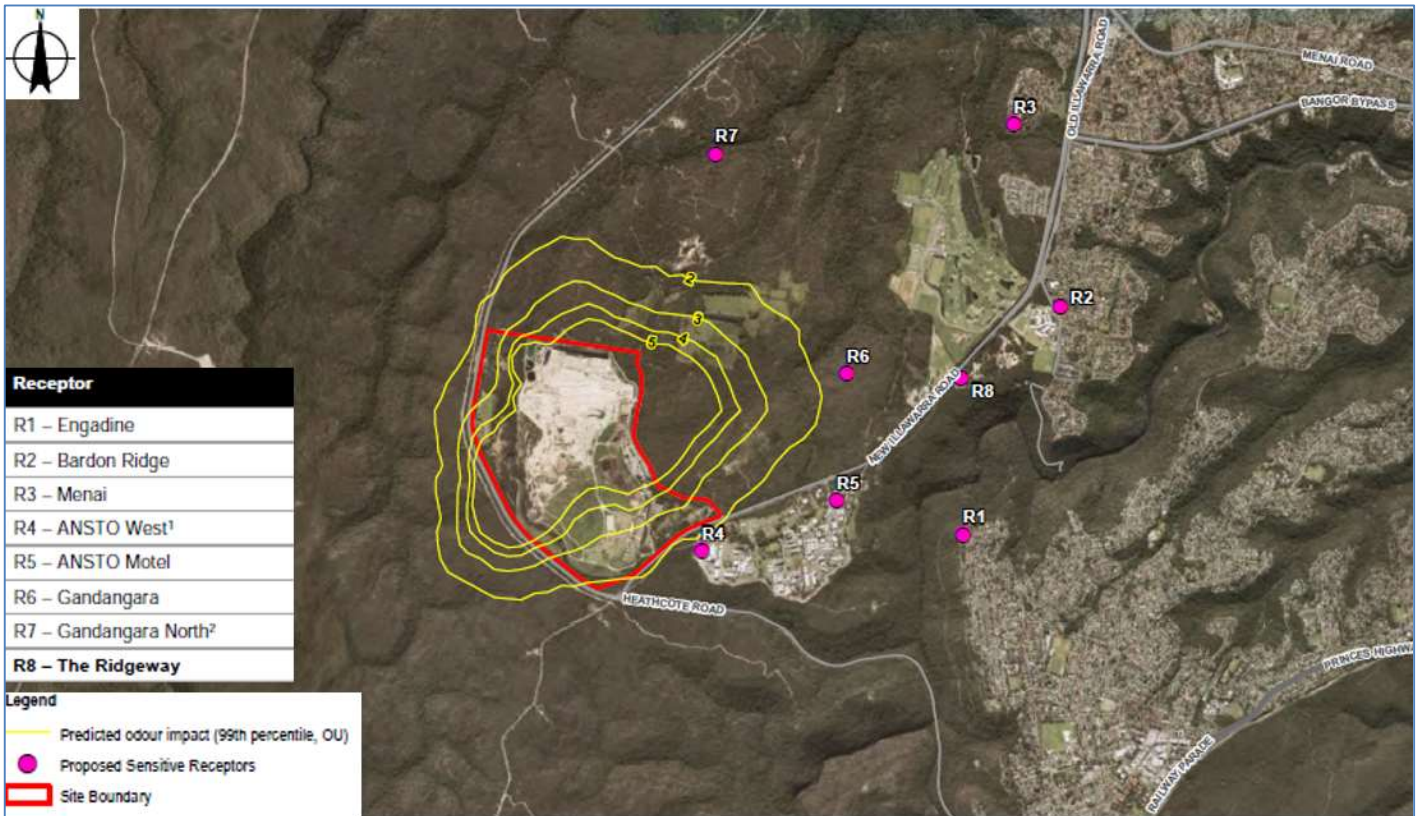 N
MENAI ROAD
OLD ILLAWARRA ROAD
BANGOR BYPASS
R3
R7
2
R2
3
4
5
R6
R8
NEW ILLAWARRA ROAD
R5
R1
R4
HEATHCOTE ROAD
PRINCES HIGHW
RAILWAY PARADE
Receptor
R1 – Engadine
R2 – Bardon Ridge
R3 – Menai
R4 – ANSTO West¹
R5 – ANSTO Motel
R6 – Gandangara
R7 – Gandangara North²
R8 – The Ridgeway
Legend
Predicted odour impact (99th percentile, OU)
Proposed Sensitive Receptors
Site Boundary